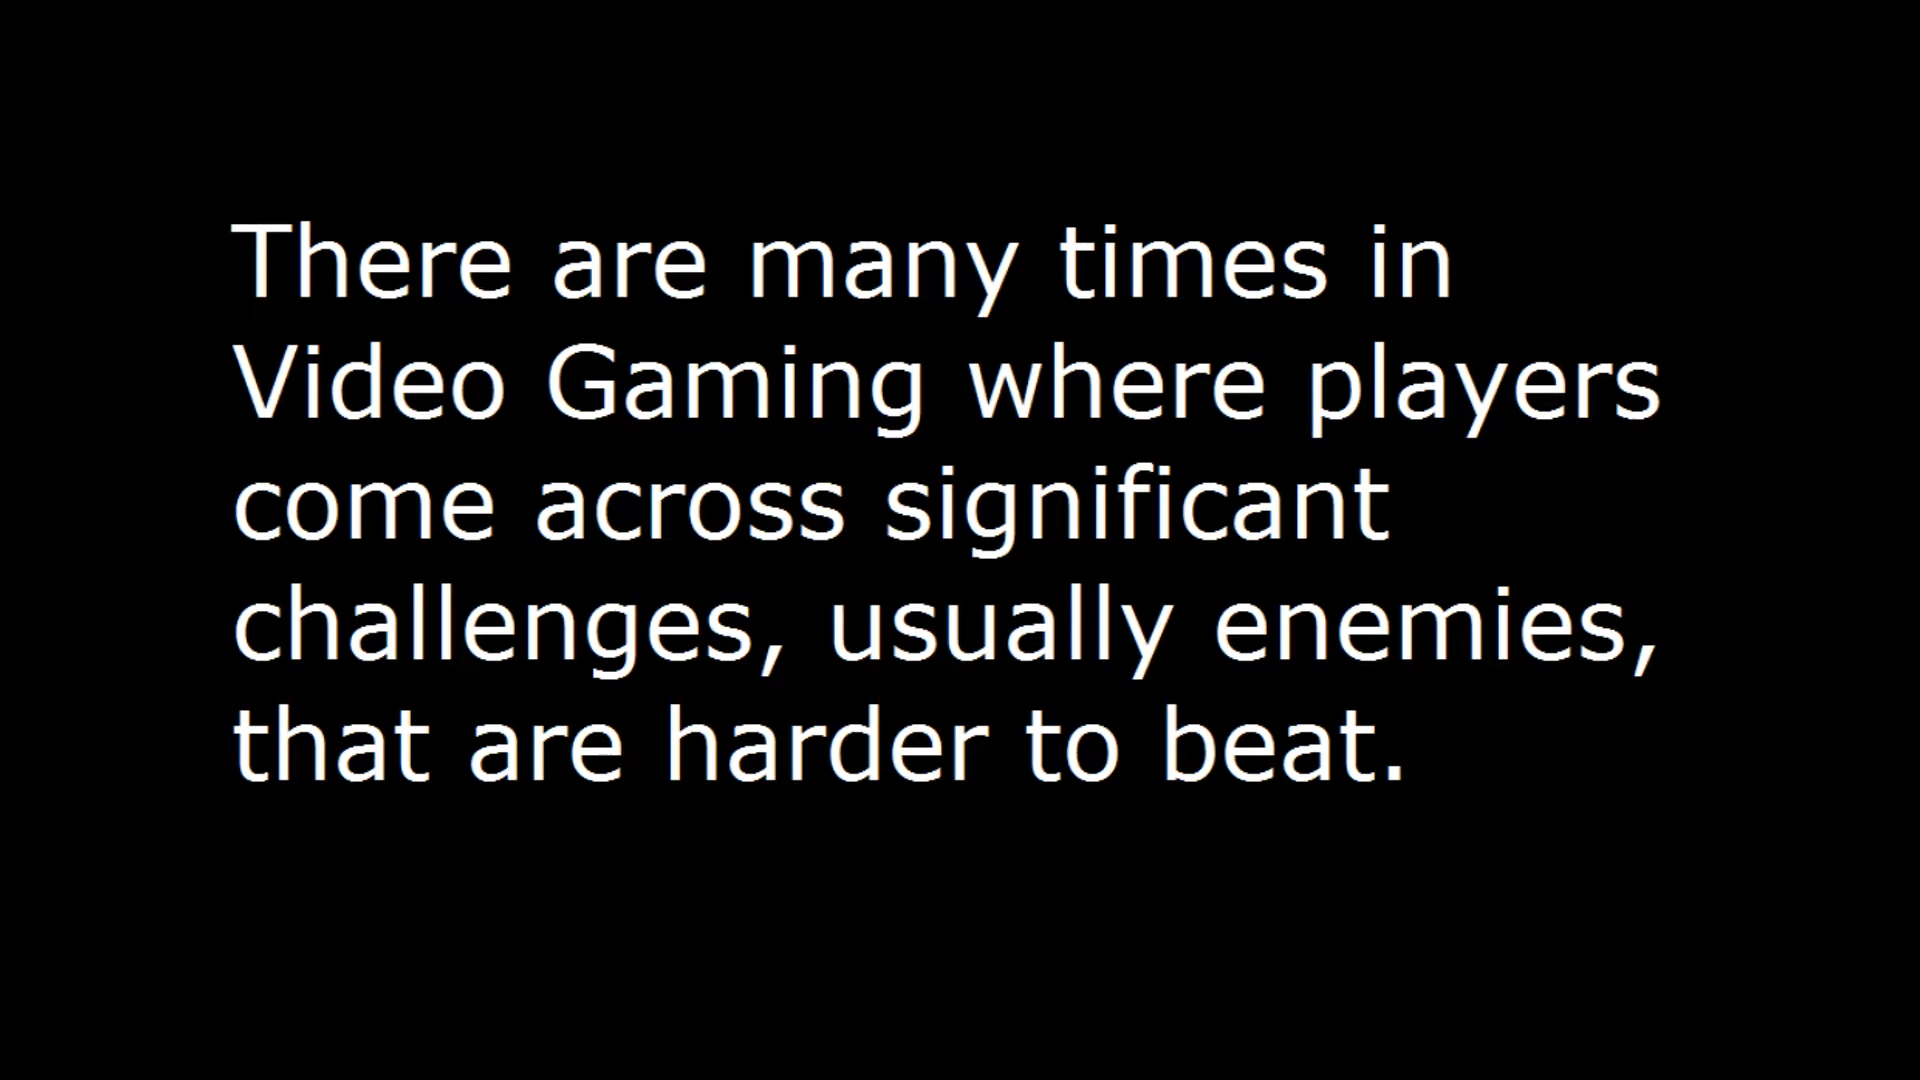 There are many times in
Video Gaming where players
come across significant
challenges, usually enemies,
that are harder to beat.